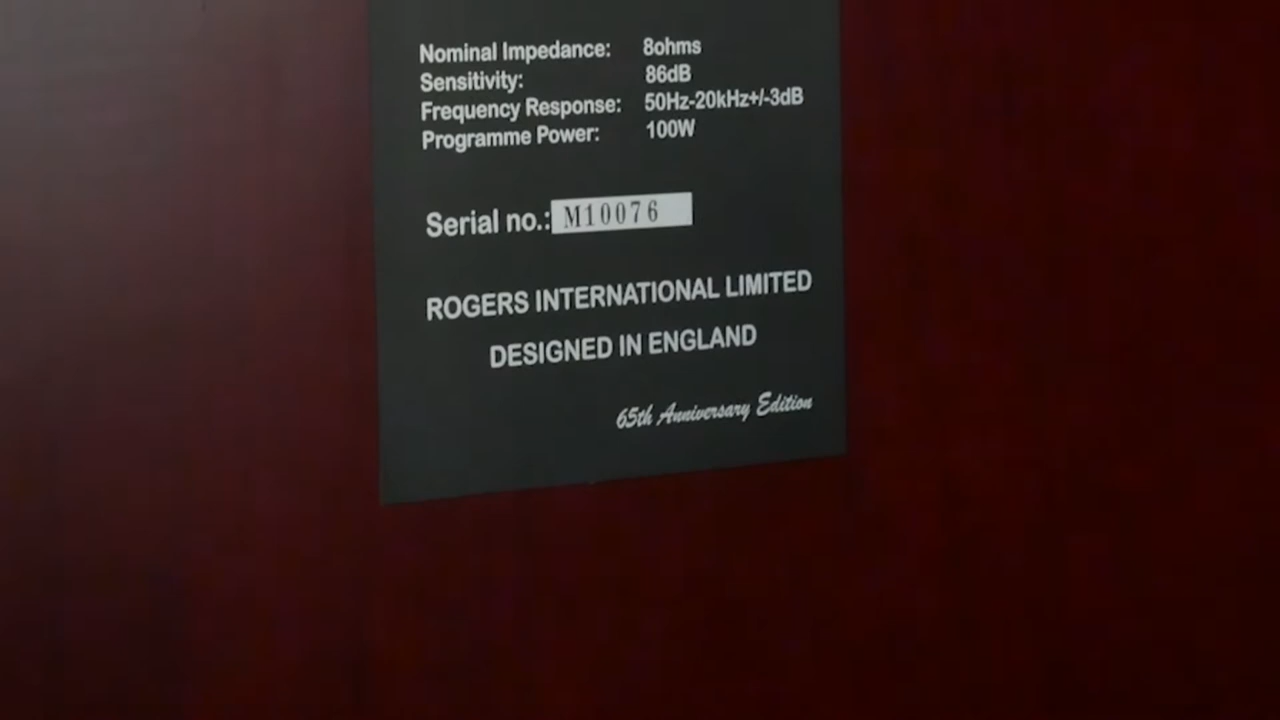 Nominal Impedance: 8ohms
Sensitivity: 86dB
Frequency Response: 50Hz-20kHz+/-3dB
Programme Power: 100W
Serial no.: M10076
ROGERS INTERNATIONAL LIMITED
DESIGNED IN ENGLAND
65th Anniversary Edition